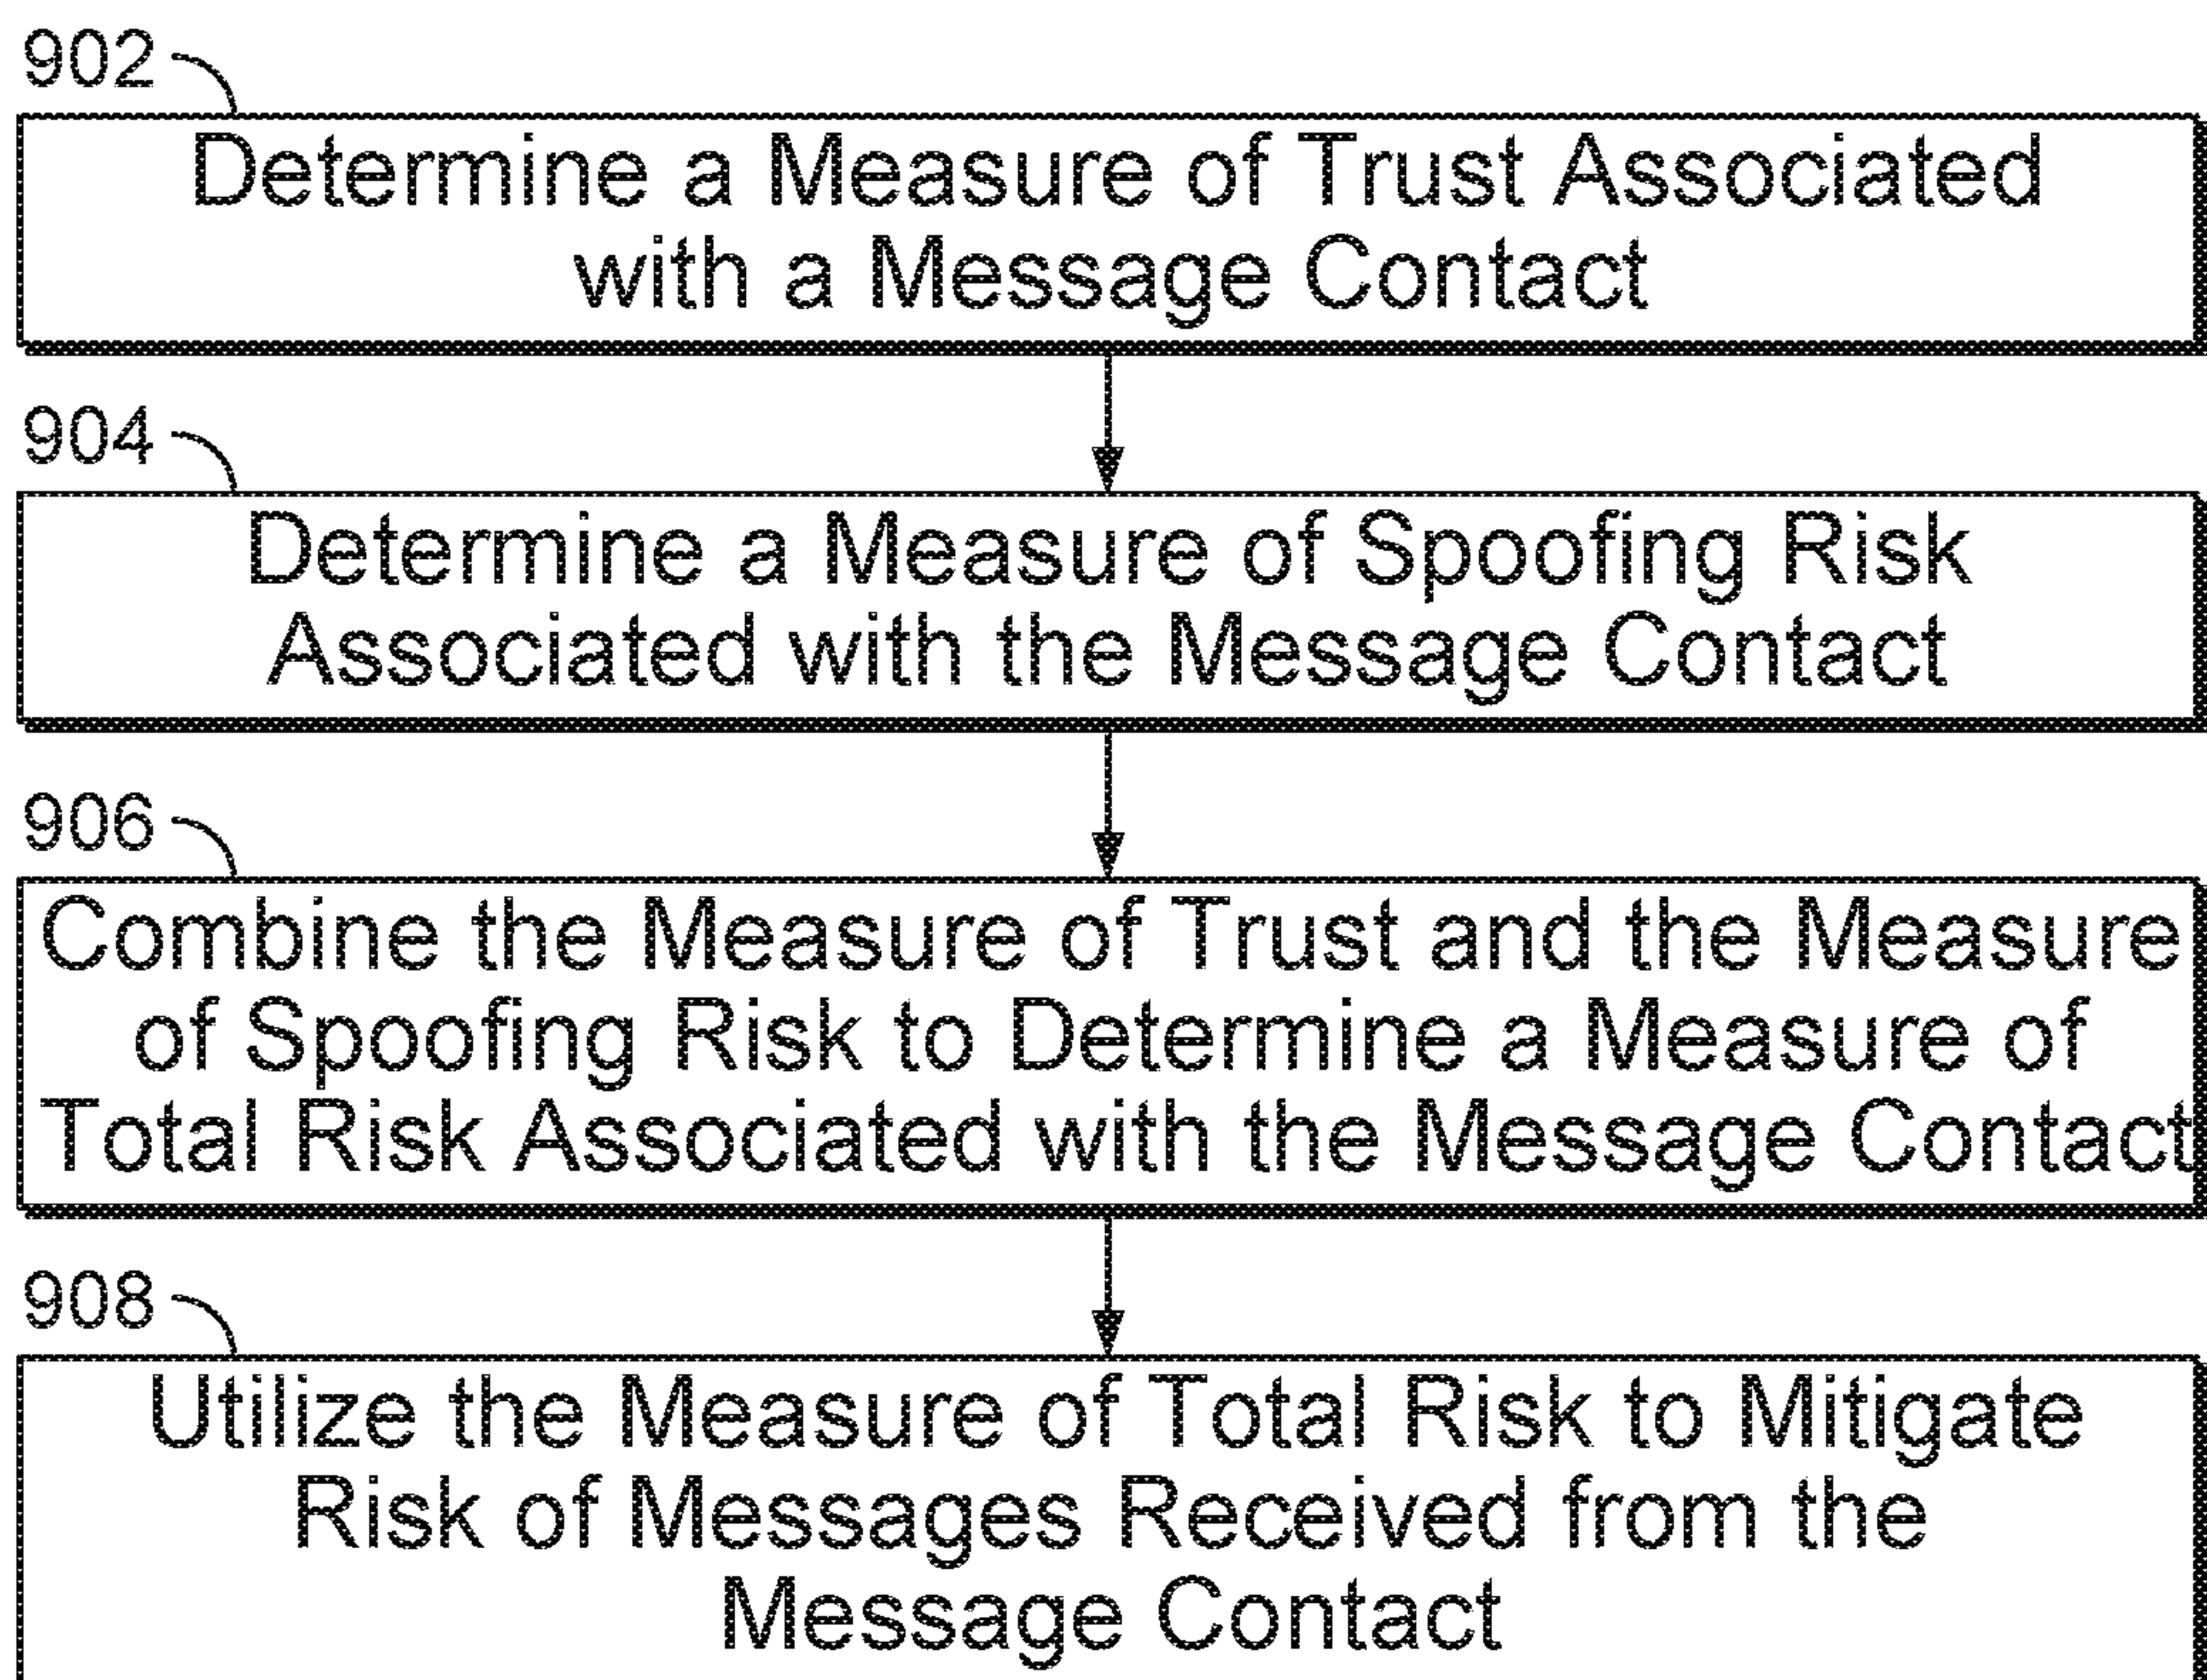 902
Determine a Measure of Trust Associated
with a Message Contact
904
Determine a Measure of Spoofing Risk
Associated with the Message Contact
906
Combine the Measure of Trust and the Measure
of Spoofing Risk to Determine a Measure of
Total Risk Associated with the Message Contact
908
Utilize the Measure of Total Risk to Mitigate
Risk of Messages Received from the
Message Contact